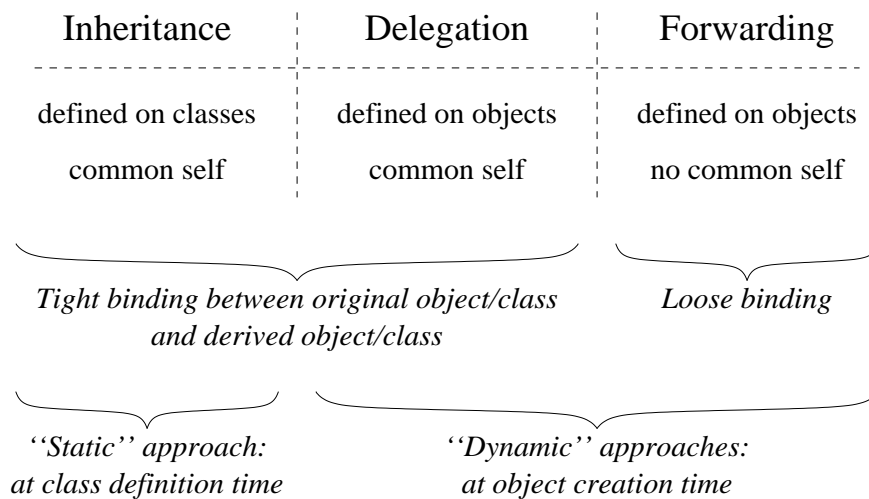 Inheritance Delegation Forwarding
defined on classes defined on objects defined on objects
common self common self no common self
Tight binding between original object/class Loose binding
and derived object/class
‘‘Static’’ approach: ‘‘Dynamic’’ approaches:
at class definition time at object creation time